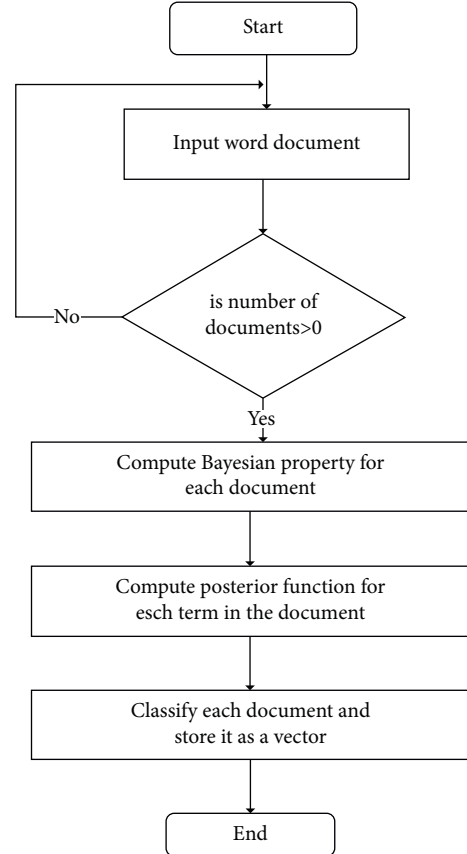 Start
Input word document
is number of
documents>0
No
Yes
Compute Bayesian property for
each document
Compute posterior function for
esch term in the document
Classify each document and
store it as a vector
End